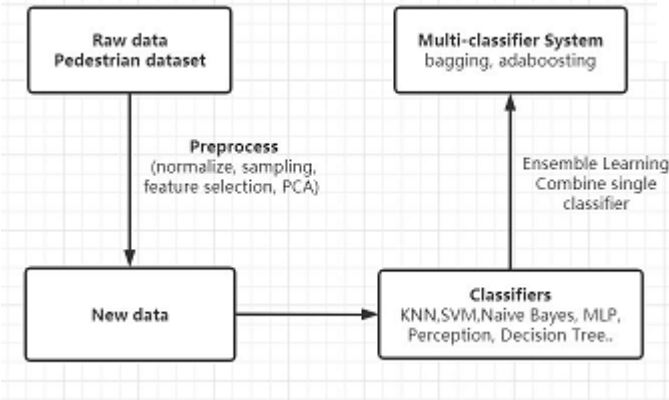 Raw data
Pedestrian dataset
Preprocess
(normalize, sampling,
feature selection, PCA)
New data
Classifiers
KNN,SVM,Naive Bayes, MLP,
Perception, Decision Tree..
Ensemble Learning
Combine single
classifier
Multi-classifier System
bagging, adaboosting